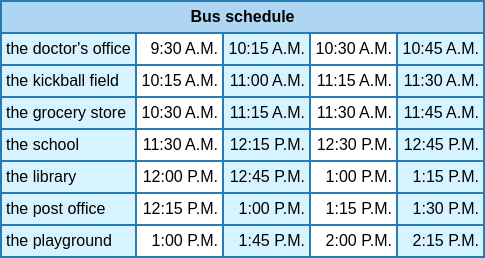 Bus schedule
the doctor's office 9:30 A.M. 10:15 A.M. 10:30 A.M. 10:45 A.M.
the kickball field 10:15 A.M. 11:00 A.M. 11:15 A.M. 11:30 A.M.
the grocery store 10:30 A.M. 11:15 A.M. 11:30 A.M. 11:45 A.M.
the school 11:30 A.M. 12:15 P.M. 12:30 P.M. 12:45 P.M.
the library 12:00 P.M. 12:45 P.M. 1:00 P.M. 1:15 P.M.
the post office 12:15 P.M. 1:00 P.M. 1:15 P.M. 1:30 P.M.
the playground 1:00 P.M. 1:45 P.M. 2:00 P.M. 2:15 P.M.